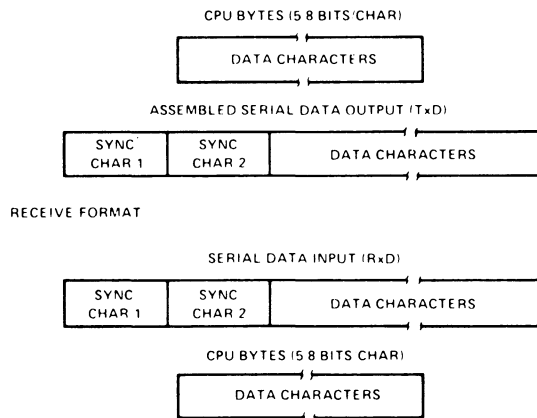 CPU BYTES (5 8 BITS/CHAR)
DATA CHARACTERS
ASSEMBLED SERIAL DATA OUTPUT (TxD)
SYNC CHAR 1
SYNC CHAR 2
DATA CHARACTERS
RECEIVE FORMAT
SERIAL DATA INPUT (RxD)
SYNC CHAR 1
SYNC CHAR 2
DATA CHARACTERS
CPU BYTES (5 8 BITS CHAR)
DATA CHARACTERS